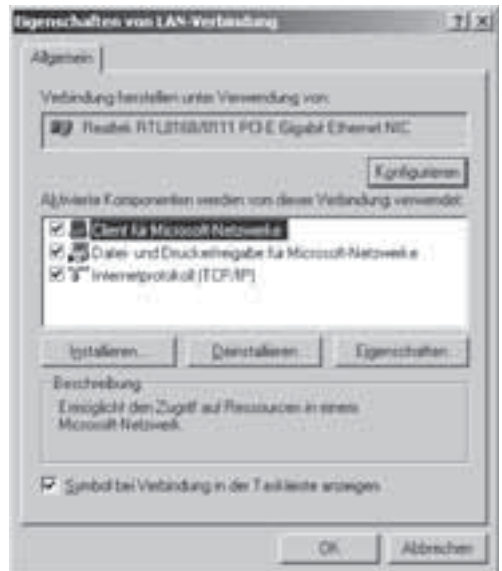 Eigenschaften von LAN-Verbindung
Allgemein
Verbindung herstellen unter Verwendung von:
Realtek RTL8168/8111 PCI-E Gigabit Ethernet NIC
Konfigurieren
Aktivierte Komponenten werden von dieser Verbindung verwendet:
Client für Microsoft-Netzwerke
Datei- und Druckerfreigabe für Microsoft-Netzwerke
Internetprotokoll (TCP/IP)
Installieren...
Deinstallieren
Eigenschaften
Beschreibung
Ermöglicht den Zugriff auf Ressourcen in einem
Microsoft-Netzwerk.
Symbol bei Verbindung in der Taskleiste anzeigen
OK
Abbrechen